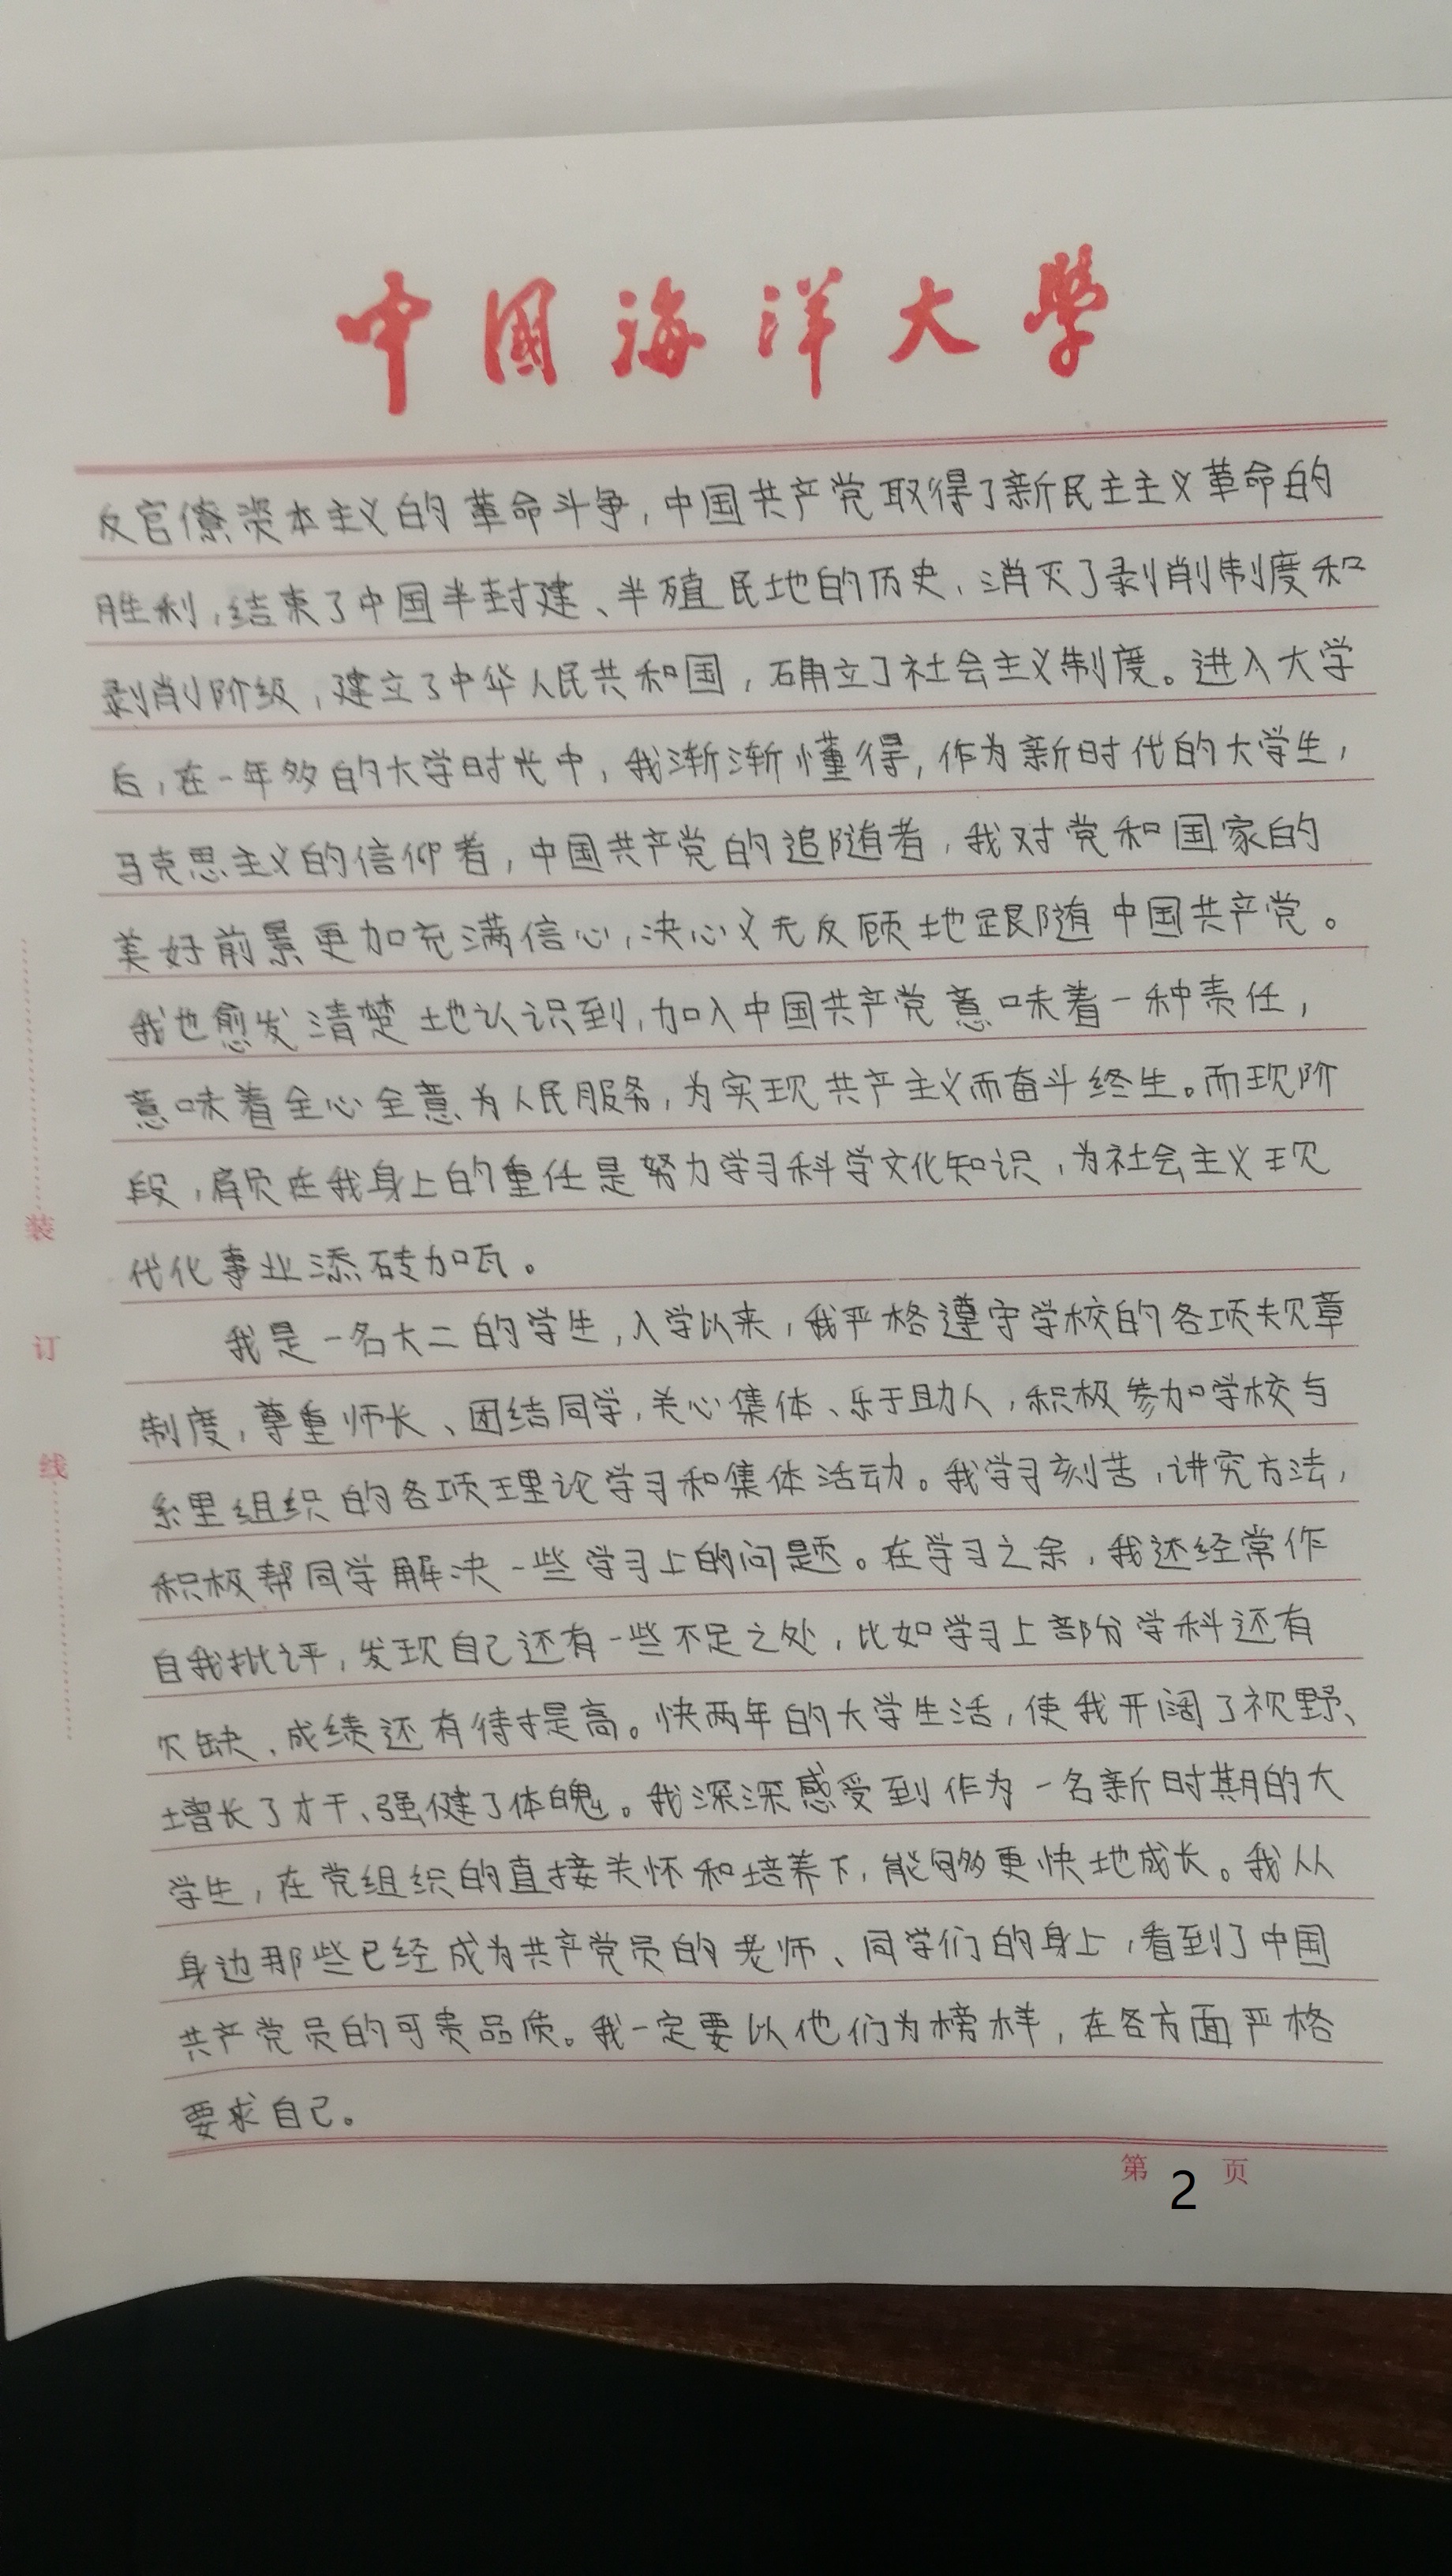 中国海洋大學
反官僚资本主义的革命斗争，中国共产党取得了新民主主义革命的
胜利，结束了中国半封建、半殖民地的历史，消灭了剥削制度和
剥削阶级，建立了中华人民共和国，确立了社会主义制度。进入大学
后，在一年多的大学时光中，我渐渐懂得，作为新时代的大学生，
马克思主义的信仰者，中国共产党的追随者，我对党和国家的
美好前景更加充满信心，决心义无反顾地跟随中国共产党。
我也愈发清楚地认识到，加入中国共产党意味着一种责任，
意味着全心全意为人民服务，为实现共产主义而奋斗终生。而现阶
段，肩负在我身上的重任是努力学习科学文化知识，为社会主义现
代化事业添砖加瓦。
我是一名大二的学生，入学以来，我严格遵守学校的各项规章
制度，尊重师长、团结同学，关心集体、乐于助人，积极参加学校与
系里组织的各项理论学习和集体活动。我学习刻苦，讲究方法，
积极帮同学解决一些学习上的问题。在学习之余，我还经常作
自我批评，发现自己还有一些不足之处，比如学习上部分学科还有
欠缺，成绩还有待提高。快两年的大学生活，使我开阔了视野、
增长了才干、强健了体魄。我深深感受到作为一名新时期的大
学生，在党组织的直接关怀和培养下，能够更快地成长。我从
身边那些已经成为共产党员的老师、同学们的身上，看到了中国
共产党员的可贵品质。我一定要以他们为榜样，在各方面严格
要求自己。
第 2 页
装
订
线